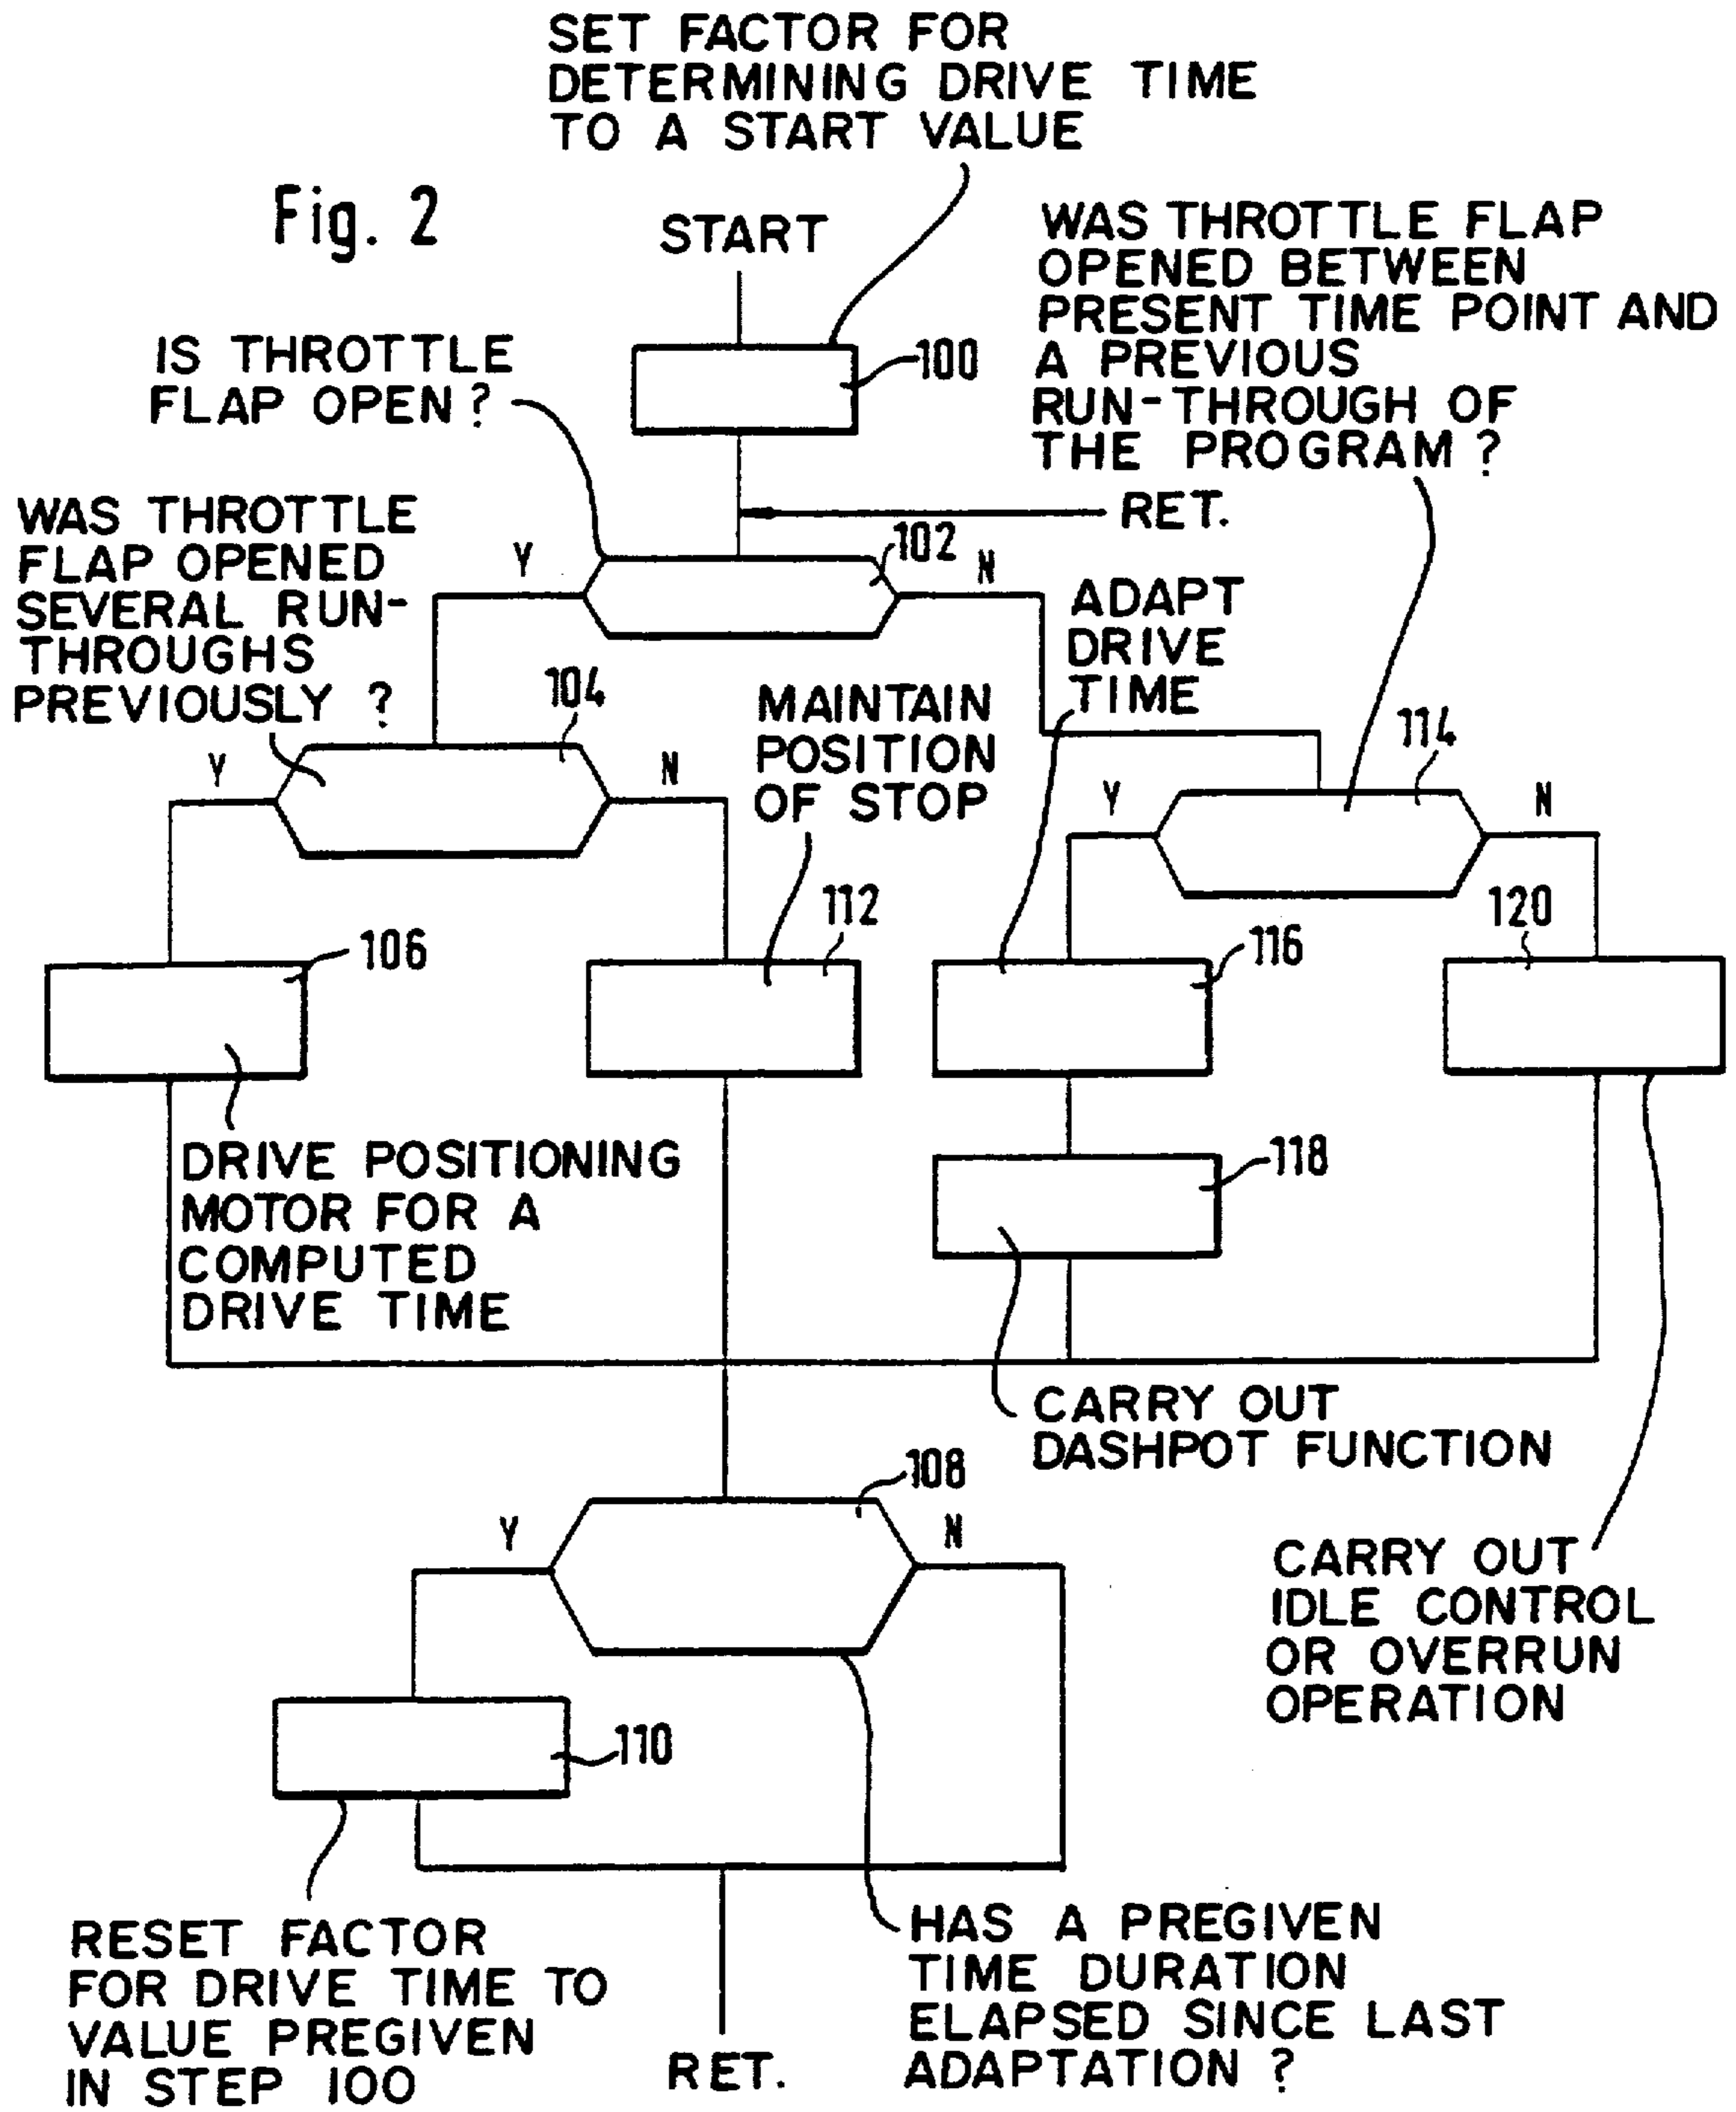 SET FACTOR FOR
DETERMINING DRIVE TIME
TO A START VALUE
Fig. 2
START
WAS THROTTLE FLAP
OPENED BETWEEN
PRESENT TIME POINT AND
A PREVIOUS
RUN-THROUGH OF
THE PROGRAM ?
100
IS THROTTLE
FLAP OPEN ?
RET.
WAS THROTTLE
FLAP OPENED
SEVERAL RUN-
THROUGHS
PREVIOUSLY ?
Y
102
N
ADAPT
DRIVE
TIME
104
Y
N
MAINTAIN
POSITION
OF STOP
114
Y
N
106
112
116
120
DRIVE POSITIONING
MOTOR FOR A
COMPUTED
DRIVE TIME
118
CARRY OUT
DASHPOT FUNCTION
108
Y
N
CARRY OUT
IDLE CONTROL
OR OVERRUN
OPERATION
110
RESET FACTOR
FOR DRIVE TIME TO
VALUE PREGIVEN
IN STEP 100
HAS A PREGIVEN
TIME DURATION
ELAPSED SINCE LAST
ADAPTATION ?
RET.